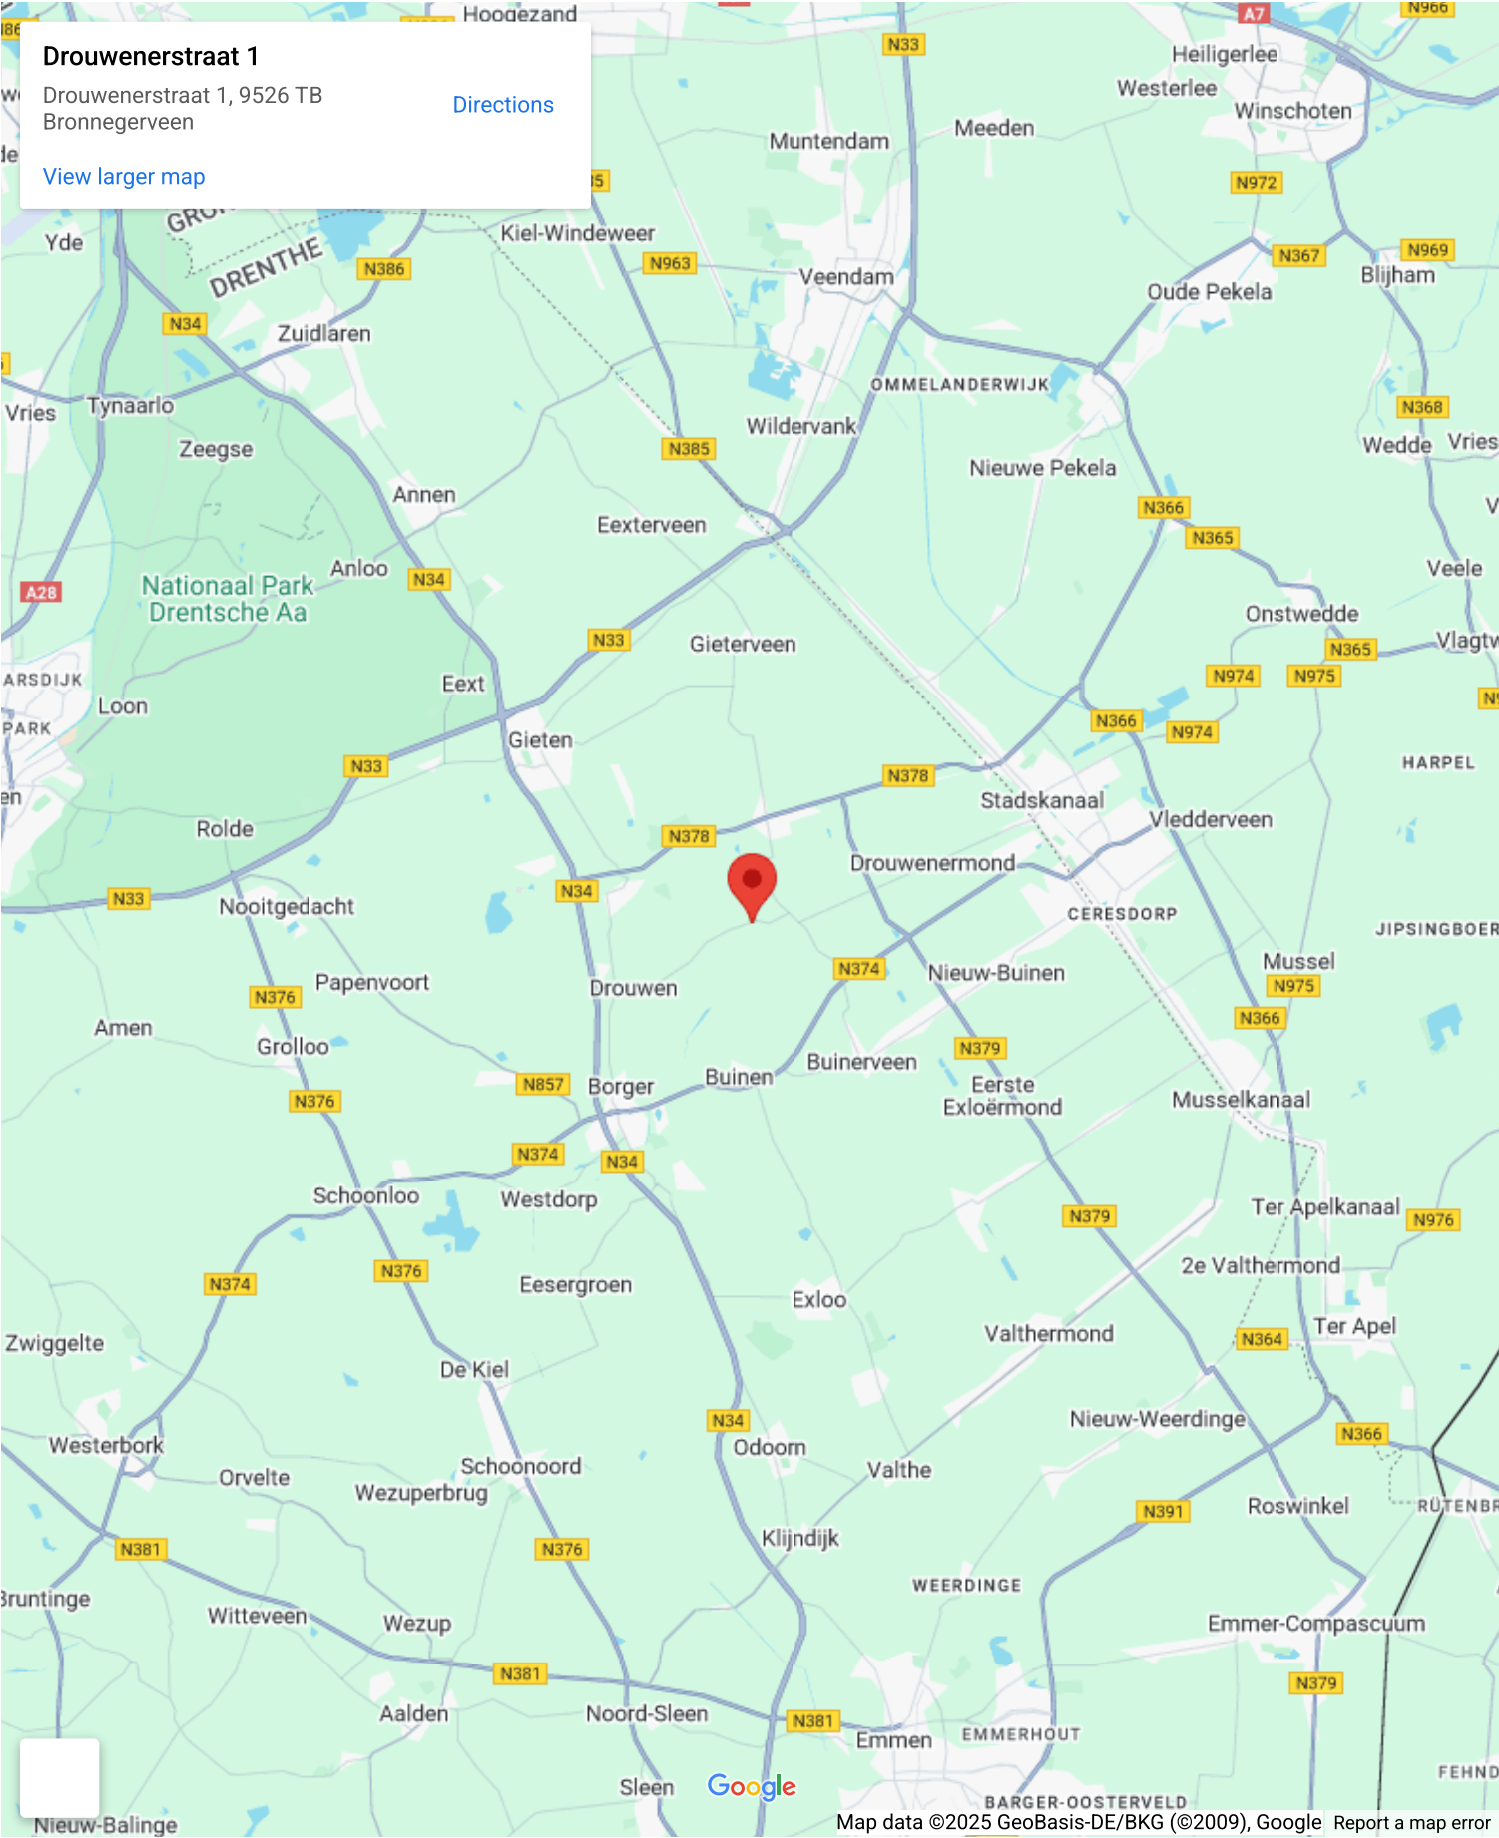 Hoogezand
A7
N966
Drouwenerstraat 1
N33
Heiligerlee
Drouwenerstraat 1, 9526 TB
Bronnegerveen
Directions
Westerlee
Winschoten
Muntendam
Meeden
View larger map
N972
DRENTHE
Yde
Kiel-Windeweer
N963
N386
Veendam
N367
N969
Blijham
Oude Pekela
N34
Zuidlaren
OMMELANDERWIJK
Vries
Tynaarlo
N368
Wildervank
Zeegse
N385
Wedde
Vries
Nieuwe Pekela
Annen
N366
Eexterveen
N365
Anloo
N34
Veele
Nationaal Park
Drentsche Aa
A28
Onstwedde
N33
Gieterveen
N365
N974
N975
ARSDIJK
Eext
Loon
N366
PARK
N974
Gieten
N33
HARPEL
N378
Stadskanaal
Rolde
N378
Vledderveen
Drouwenermond
N34
N33
Nooitgedacht
CERESDORP
JIPSINGBOER
Mussel
N374
Nieuw-Buinen
Papenvoort
Drouwen
N975
N376
N366
Amen
Grolloo
N379
Buinerveen
Buinen
N857
Borger
Eerste
Exloërmond
N376
Musselkanaal
N374
N34
Schoonloo
Westdorp
Ter Apelkanaal
N379
N976
2e Valthermond
N376
N374
Eesergroen
Exloo
Ter Apel
Zwiggelte
Valthermond
N364
De Kiel
N34
Nieuw-Weerdinge
N366
Westerbork
Odoorn
Orvelte
Schoonoord
Valthe
Wezuperbrug
N391
Roswinkel
RÜTENBR
Klijndijk
N381
N376
WEERDINGE
Bruntinge
Witteveen
Wezup
Emmer-Compascuum
N381
N379
Aalden
Noord-Sleen
N381
Emmen
EMMERHOUT
Sleen
Google
FEHND
BARGER-OOSTERVELD
Nieuw-Balinge
Map data ©2025 GeoBasis-DE/BKG (©2009), Google
Report a map error